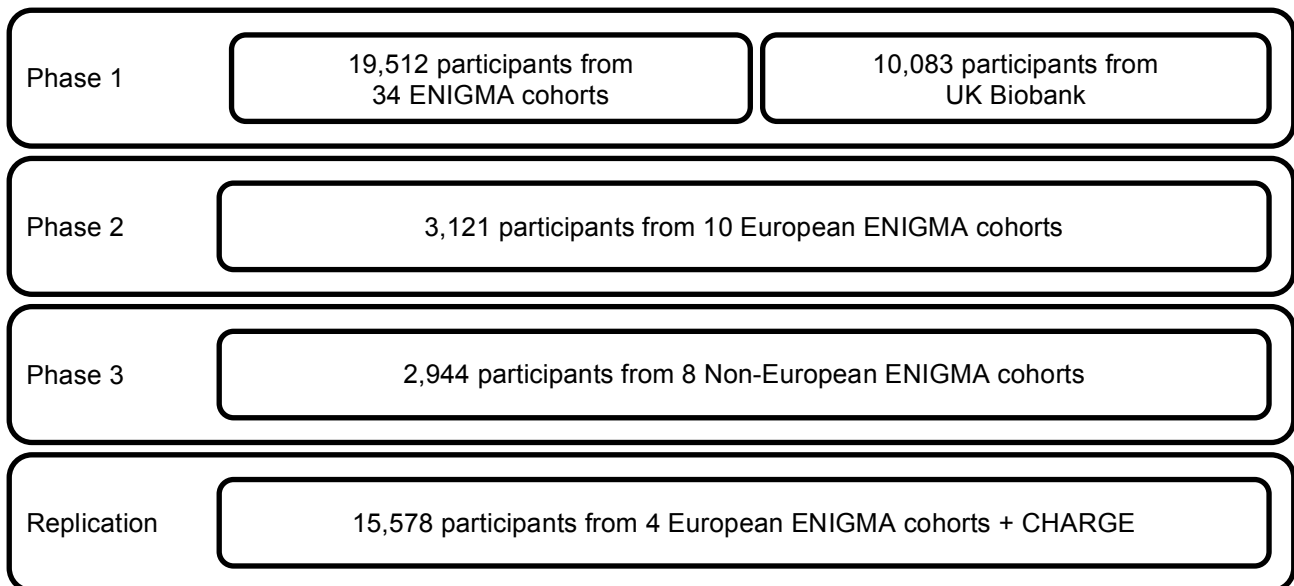 Phase 1
19,512 participants from
34 ENIGMA cohorts
10,083 participants from
UK Biobank
Phase 2
3,121 participants from 10 European ENIGMA cohorts
Phase 3
2,944 participants from 8 Non-European ENIGMA cohorts
Replication
15,578 participants from 4 European ENIGMA cohorts + CHARGE